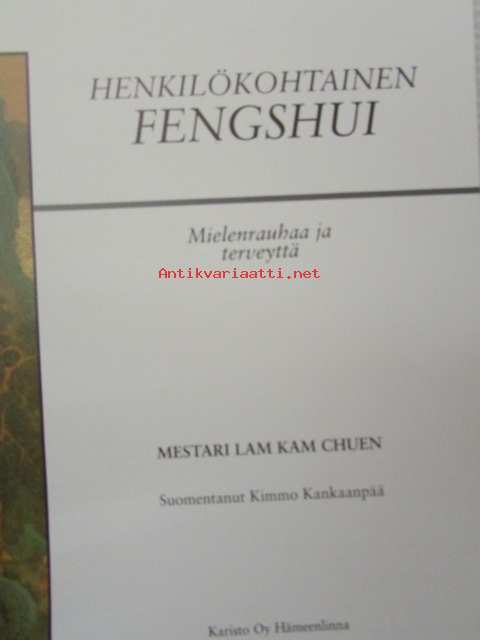 HENKILÖKOHTAINEN
FENGSHUI
Mielenrauhaa ja
terveyttä
Antikvariaatti.net
MESTARI LAM KAM CHUEN
Suomentanut Kimmo Kankaanpää
Karisto Oy Hämeenlinna